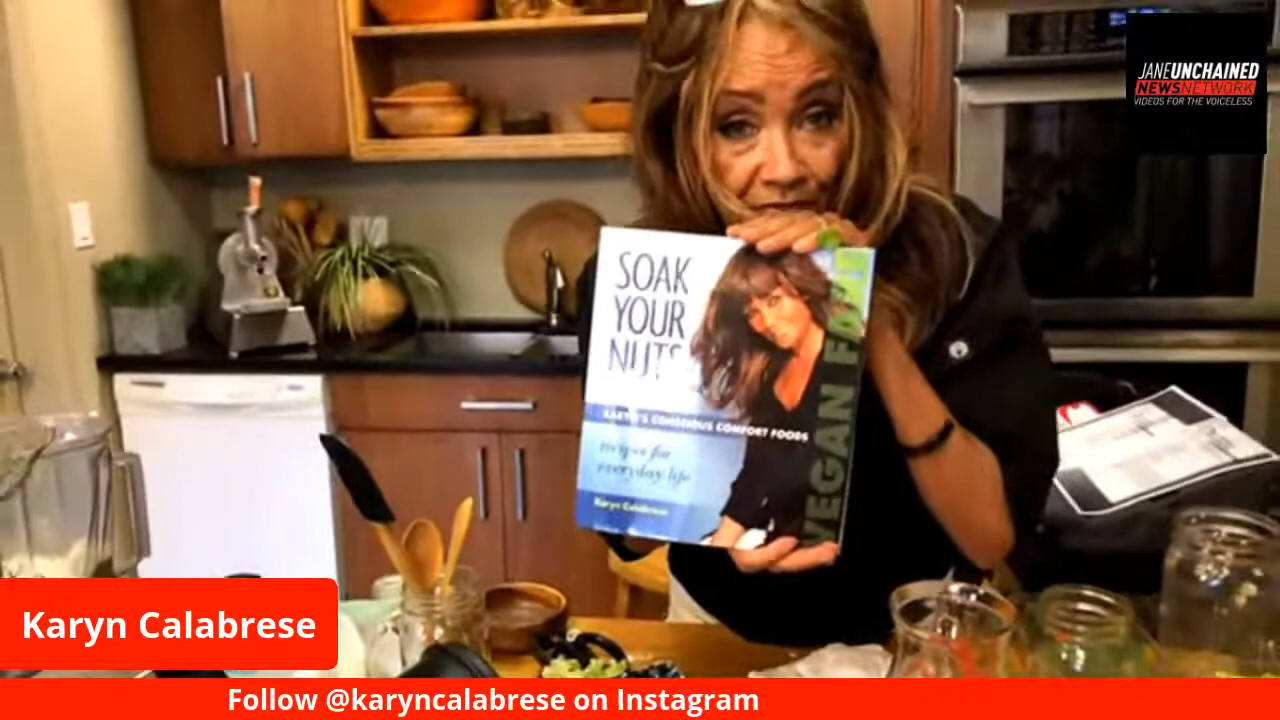 JANEUNCHAINED
NEWSNETWORK
VIDEOS FOR THE VOICELESS
SOAK
YOUR
NUTS
KARYN'S CONSCIOUS COMFORT FOODS
recipes for
everyday life
Karyn Calabrese
VEGAN
Karyn Calabrese
Follow @karyncalabrese on Instagram